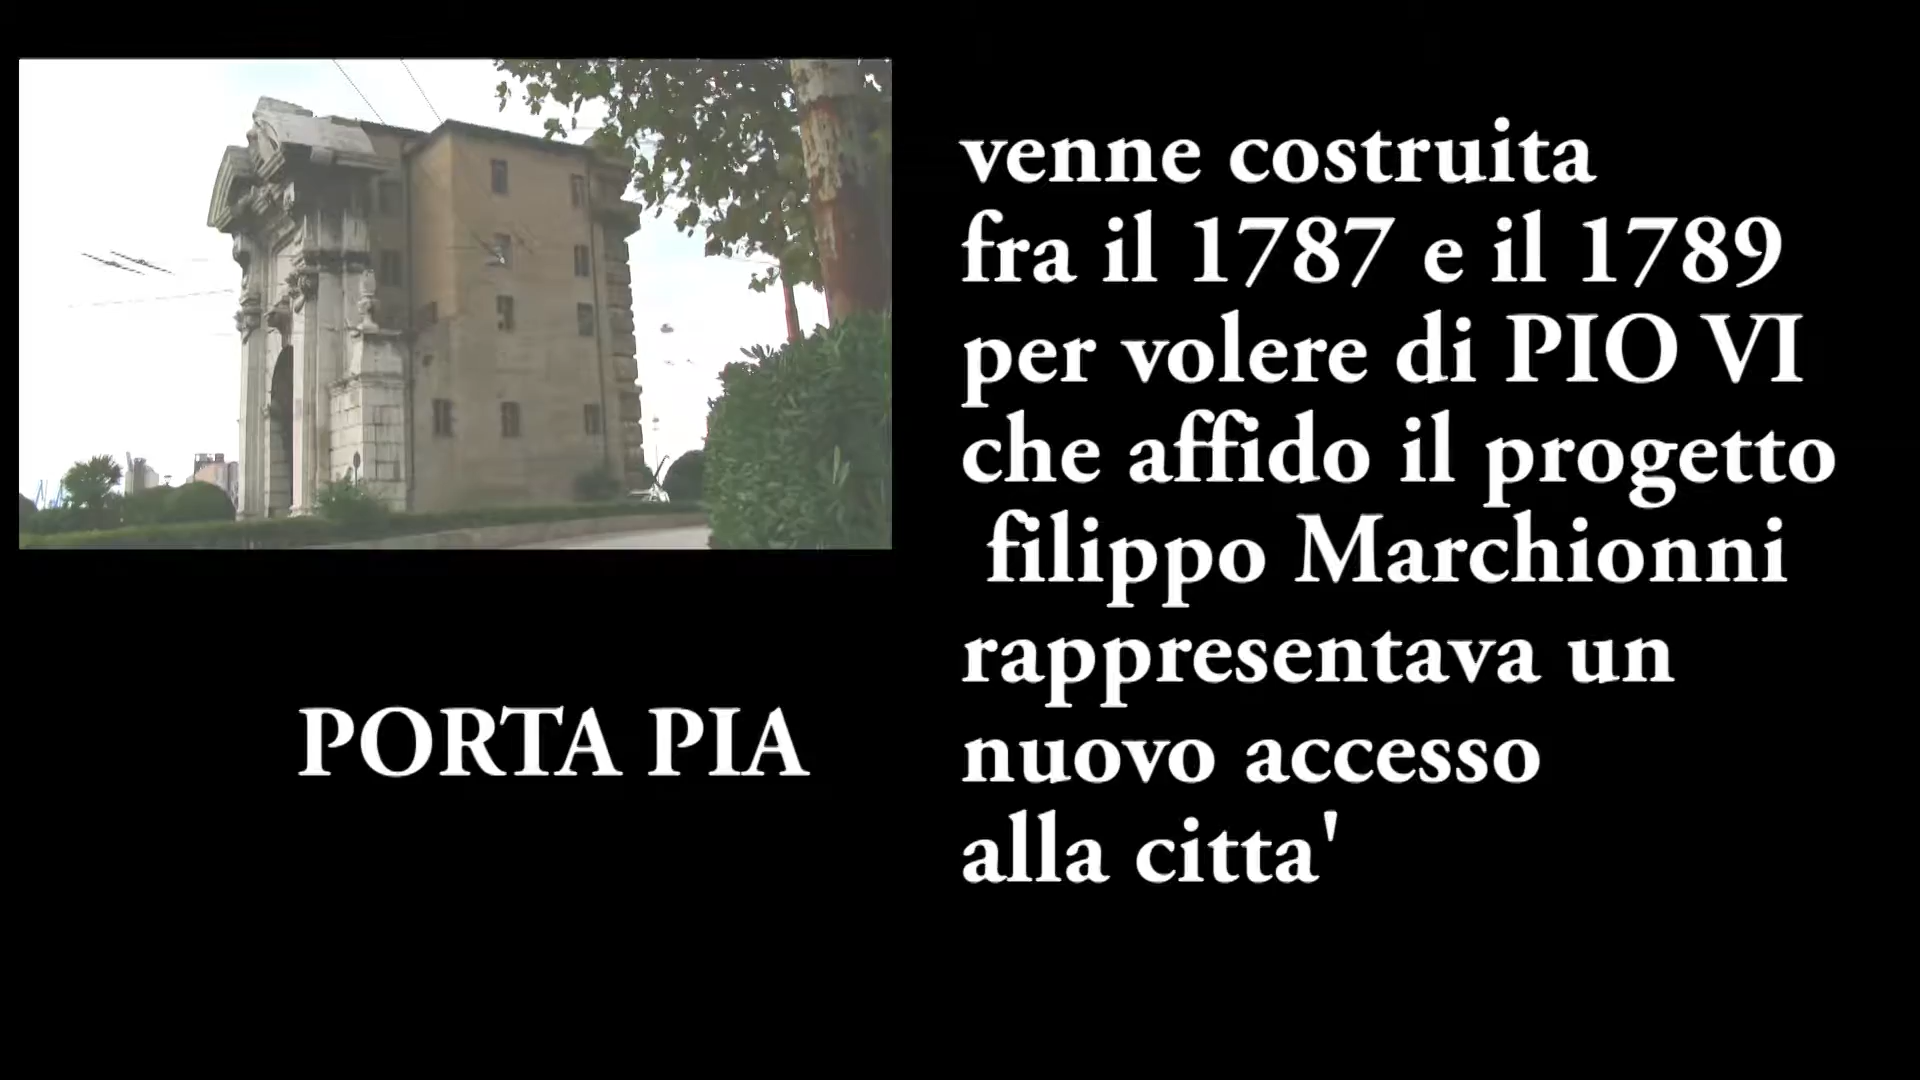 venne costruita
fra il 1787 e il 1789
per volere di PIO VI
che affido il progetto
filippo Marchionni
rappresentava un
nuovo accesso
alla citta'
PORTA PIA